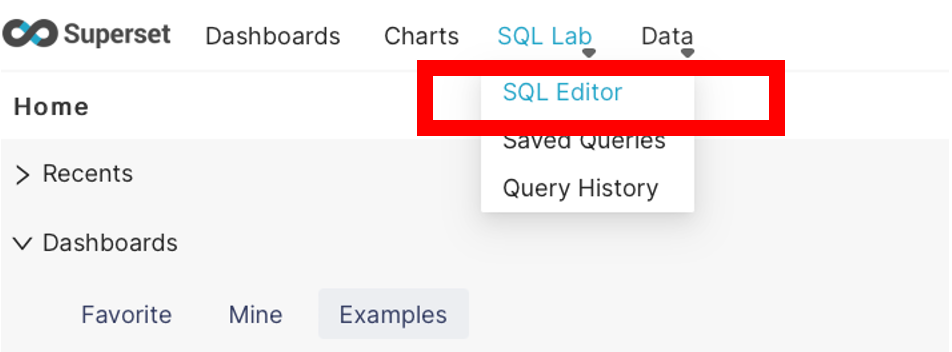 Superset Dashboards Charts SQL Lab Data
SQL Editor
Home
Saved Queries
Recents
Query History
Dashboards
Favorite Mine Examples